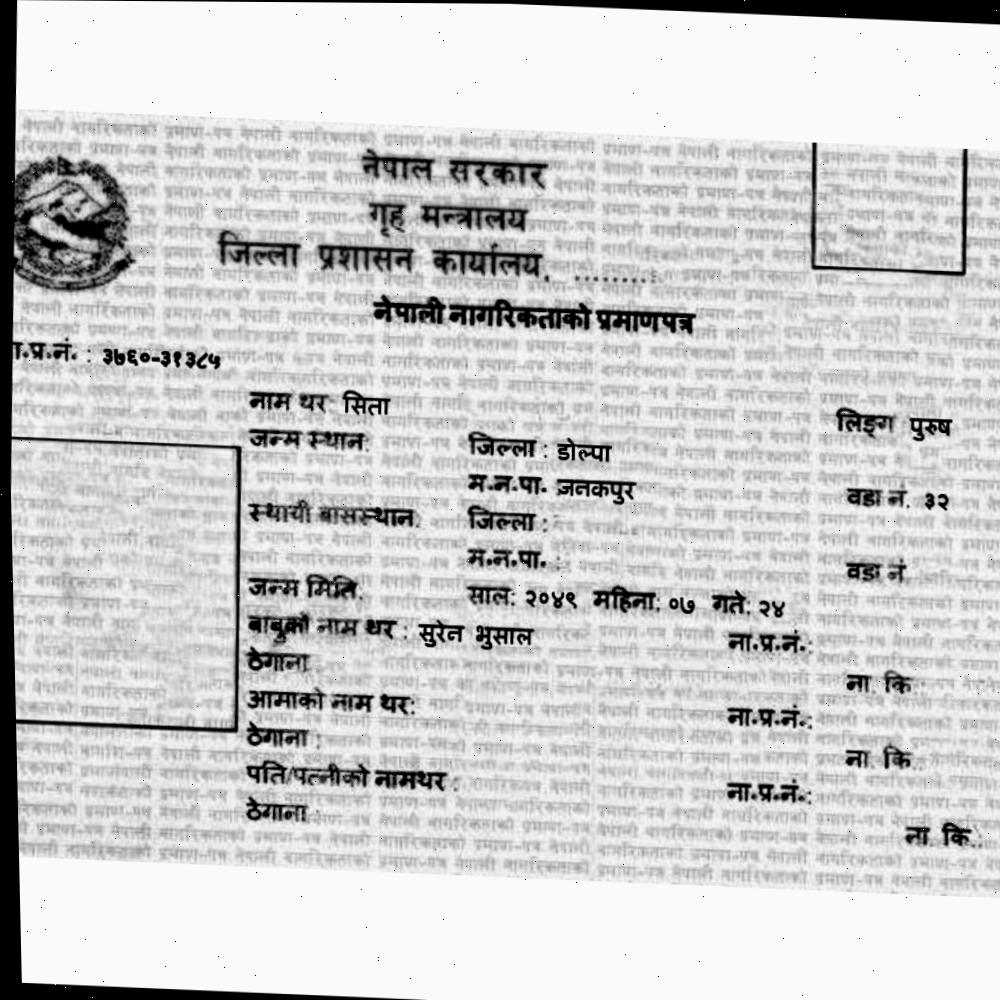 नेपाल सरकार
गृह मन्त्रालय
जिल्ला प्रशासन कार्यालय, .........
नेपाली नागरिकताको प्रमाणपत्र
ा.प्र.नं. : ३७६०-३१३८५
नाम थर सिता लिङ्ग पुरुष
जन्म स्थान: जिल्ला : डोल्पा
म.न.पा. जनकपुर वडा नं. ३२
स्थायी बासस्थान: जिल्ला :
म.न.पा. : वडा नं
जन्म मिति: साल: २०४९ महिना: ०७ गते: २४
बाबुको नाम थर : सुरेन भुसाल ना.प्र.नं.:
ठेगाना ना. कि.:
आमाको नाम थर: ना.प्र.नं.:
ठेगाना : ना. कि.:
पति/पत्नीको नामथर : ना.प्र.नं.:
ठेगाना : ना. कि.: